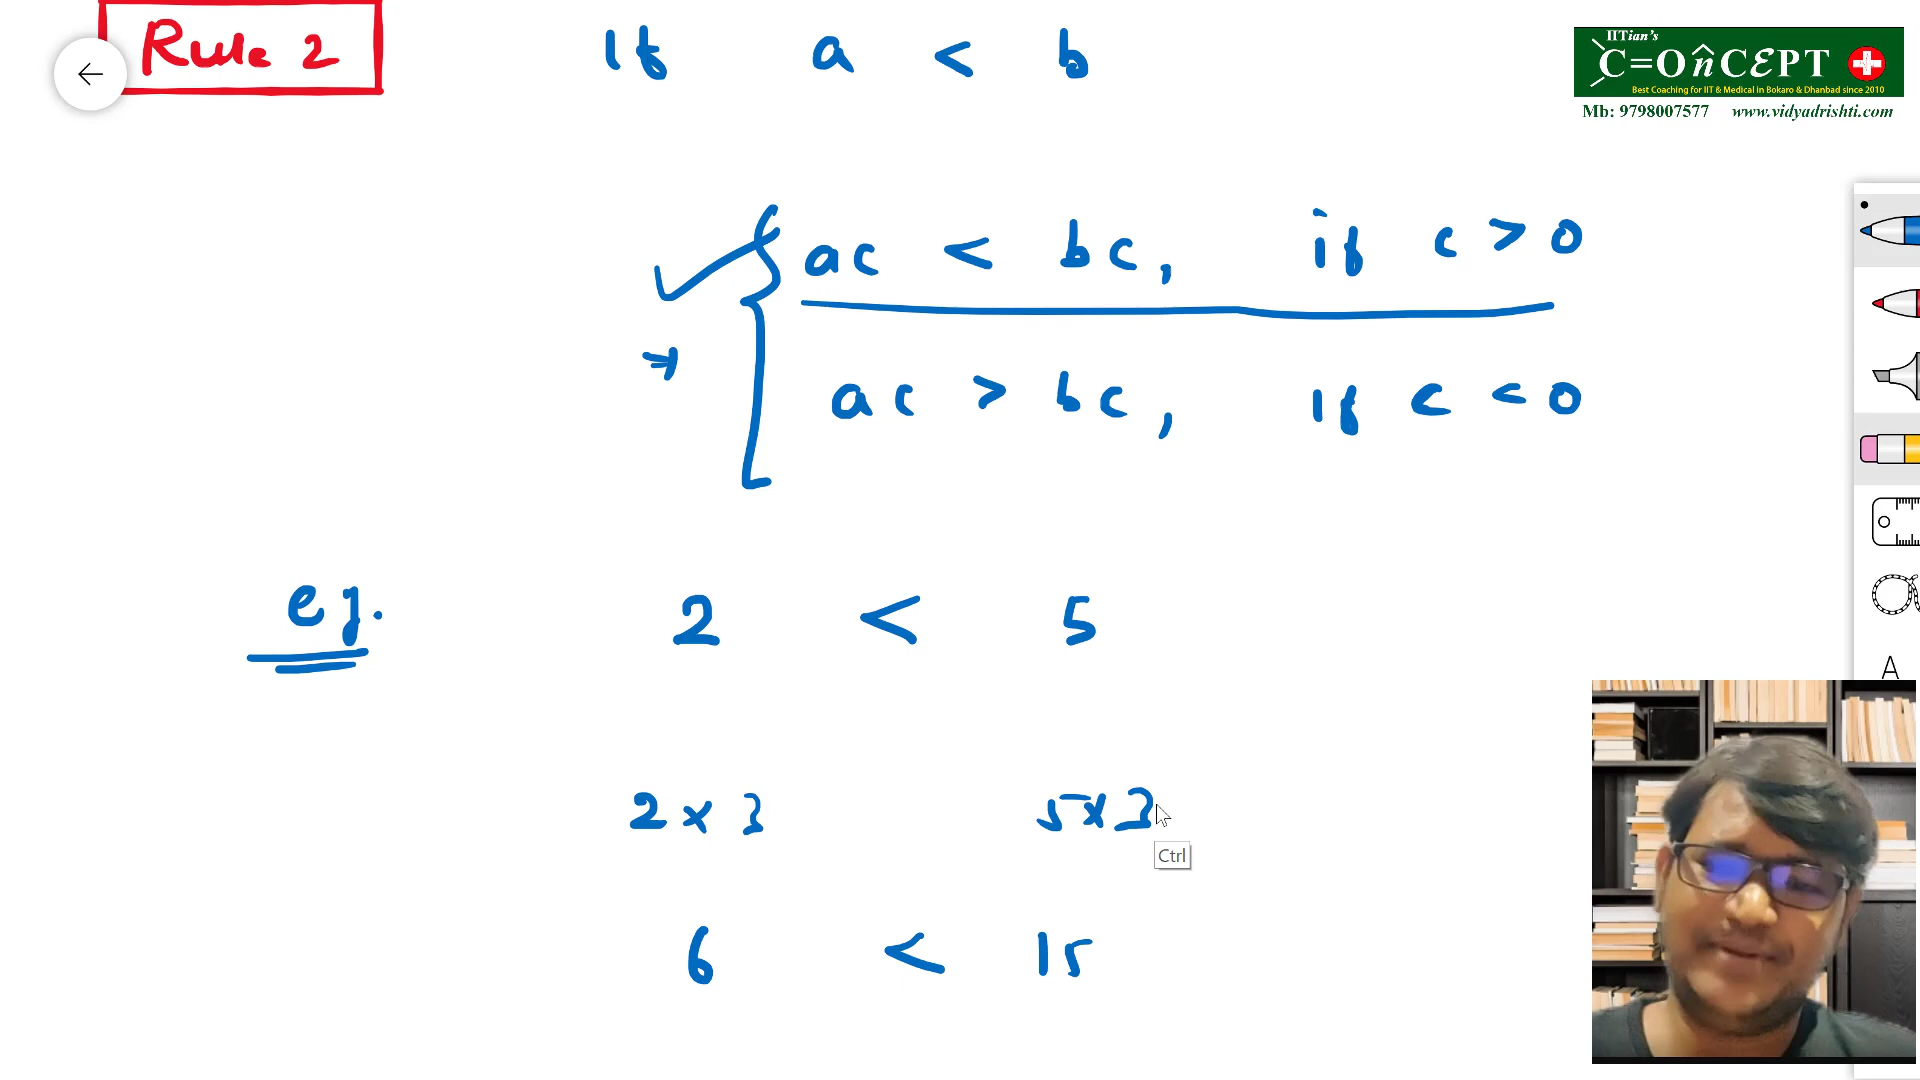 Rule 2
If a < b
IITian's
C=OnCEPT
Best Coaching for IIT & Medical in Bokaro & Dhanbad since 2010
Mb: 9798007577 www.vidyadrishti.com
ac < bc, if c > 0
ac > bc, if c < 0
eg. 2 < 5
2 x 3 5 x 3
Ctrl
6 < 15
A